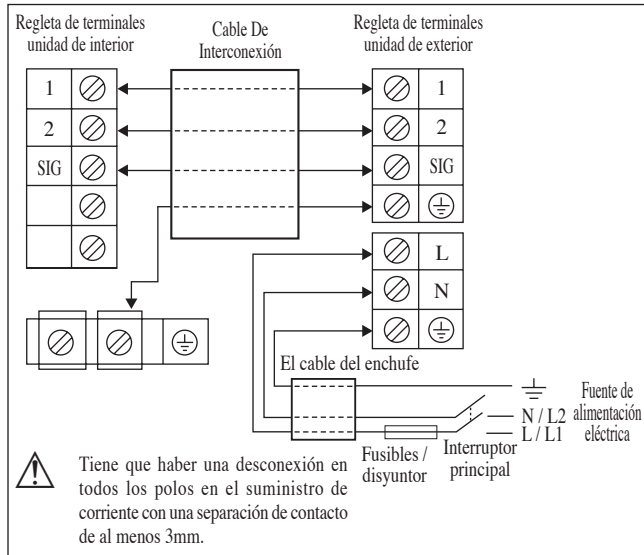 Regleta de terminales
unidad de interior
Cable De
Interconexión
Regleta de terminales
unidad de exterior
1
2
SIG
1
2
SIG
L
N
El cable del enchufe
N / L2
L / L1
Fuente de
alimentación
eléctrica
Fusibles /
disyuntor
Interruptor
principal
Tiene que haber una desconexión en
todos los polos en el suministro de
corriente con una separación de contacto
de al menos 3mm.